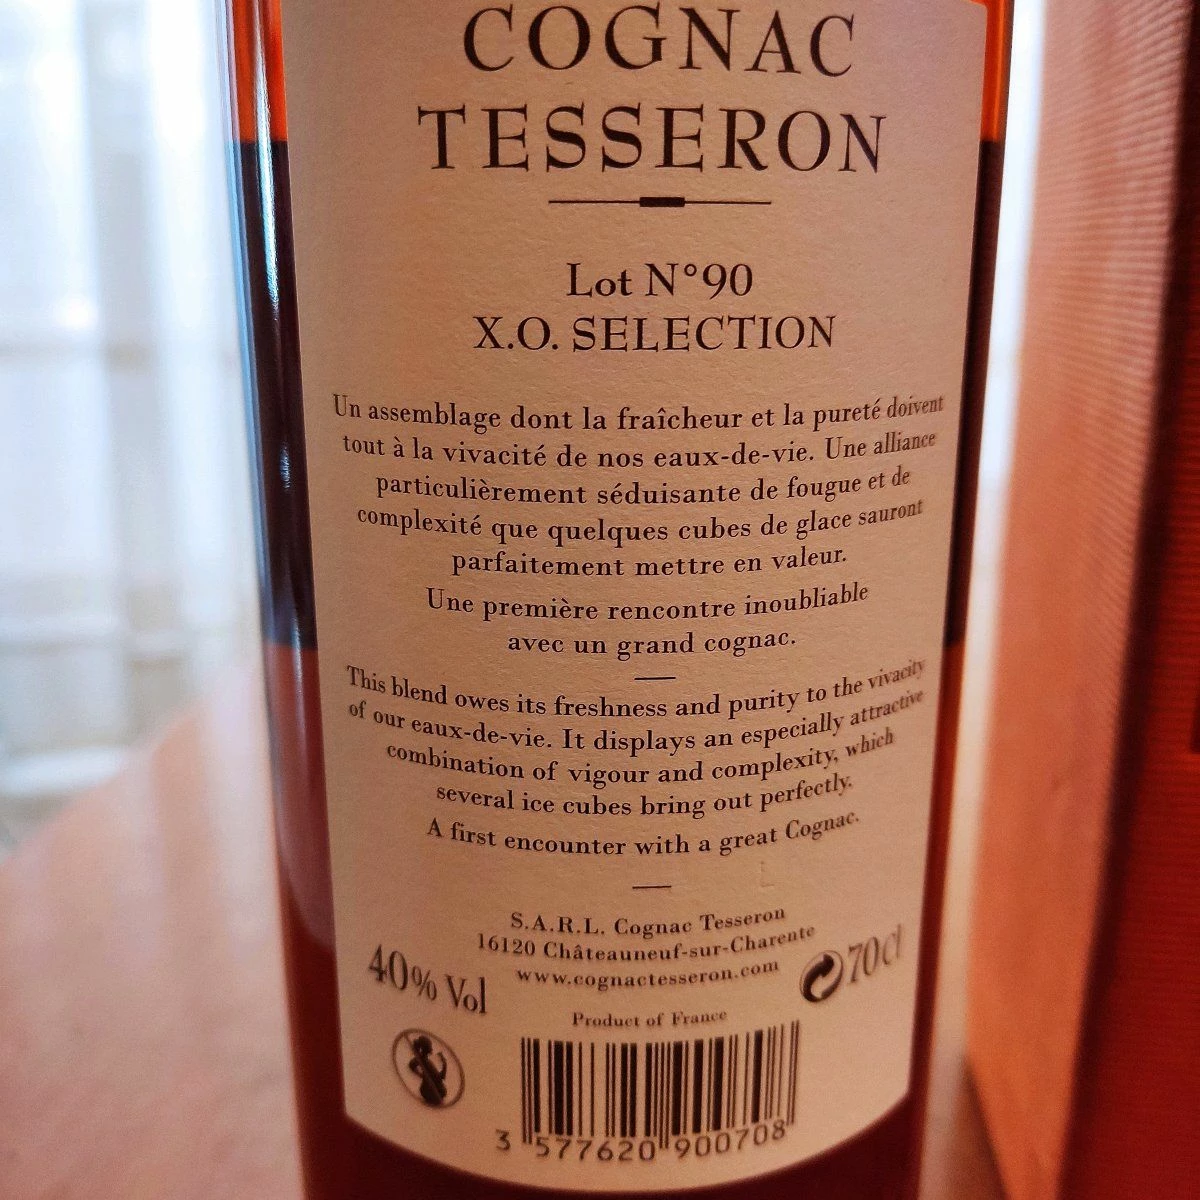 COGNAC
TESSERON
Lot N°90
X.O. SELECTION
Un assemblage dont la fraîcheur et la pureté doivent
tout à la vivacité de nos eaux-de-vie. Une alliance
particulièrement séduisante de fougue et de
complexité que quelques cubes de glace sauront
parfaitement mettre en valeur.
Une première rencontre inoubliable
avec un grand cognac.
This blend owes its freshness and purity to the vivacity
of our eaux-de-vie. It displays an especially attractive
combination of vigour and complexity, which
several ice cubes bring out perfectly.
A first encounter with a great Cognac.
S.A.R.L. Cognac Tesseron
16120 Châteauneuf-sur-Charente
www.cognactesseron.com
40% Vol
70cl
Product of France
3 577620 900708